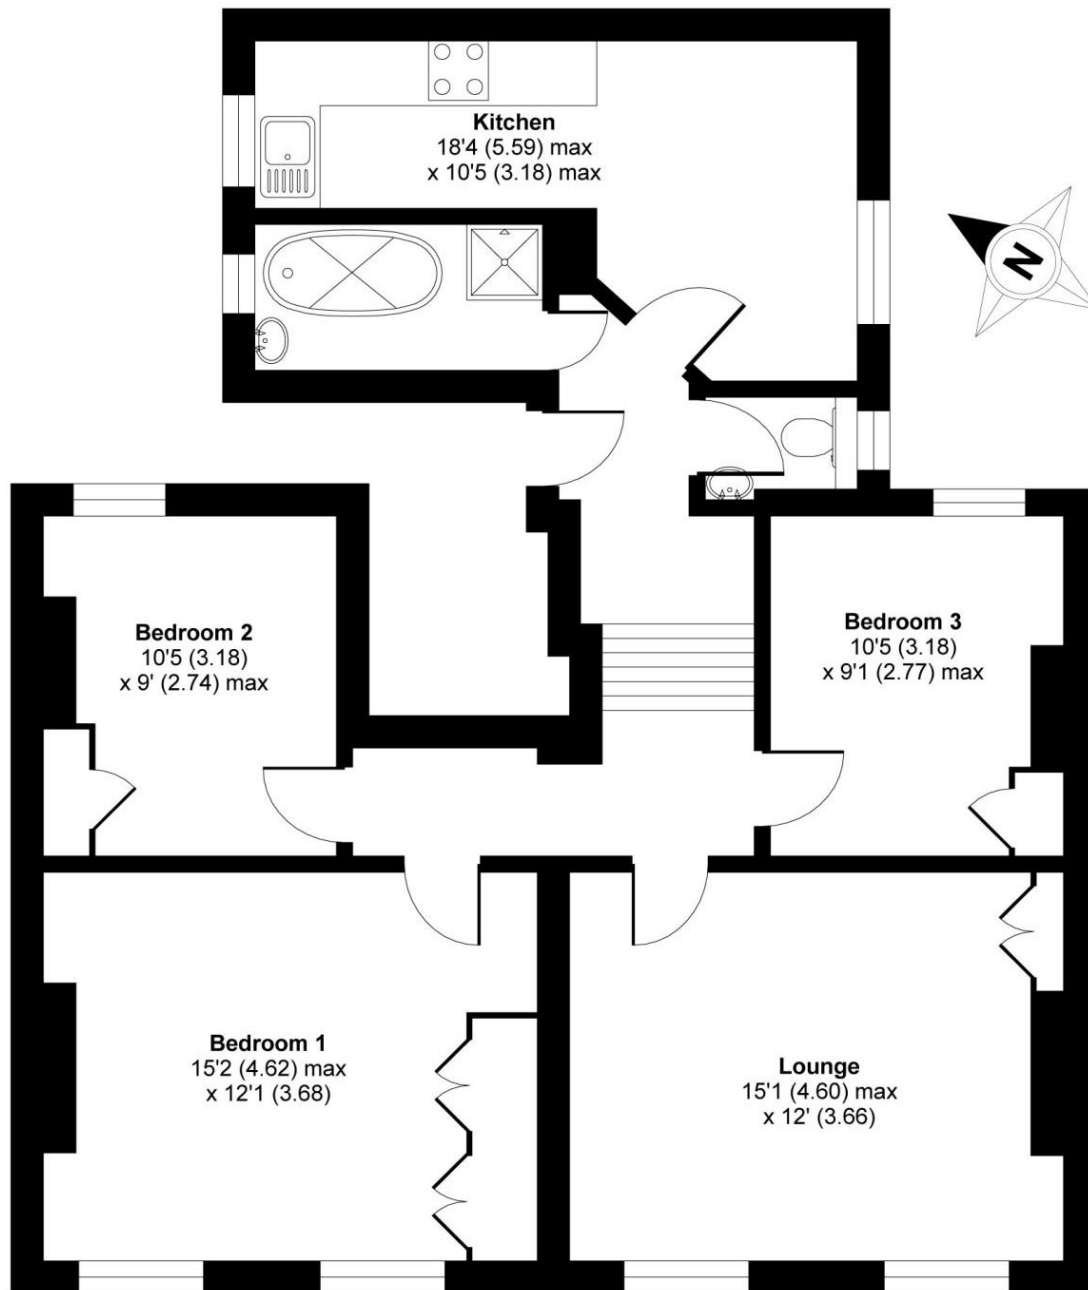 Kitchen
18'4 (5.59) max
x 10'5 (3.18) max
N
Bedroom 2
10'5 (3.18)
x 9' (2.74) max
Bedroom 3
10'5 (3.18)
x 9'1 (2.77) max
Bedroom 1
15'2 (4.62) max
x 12'1 (3.68)
Lounge
15'1 (4.60) max
x 12' (3.66)